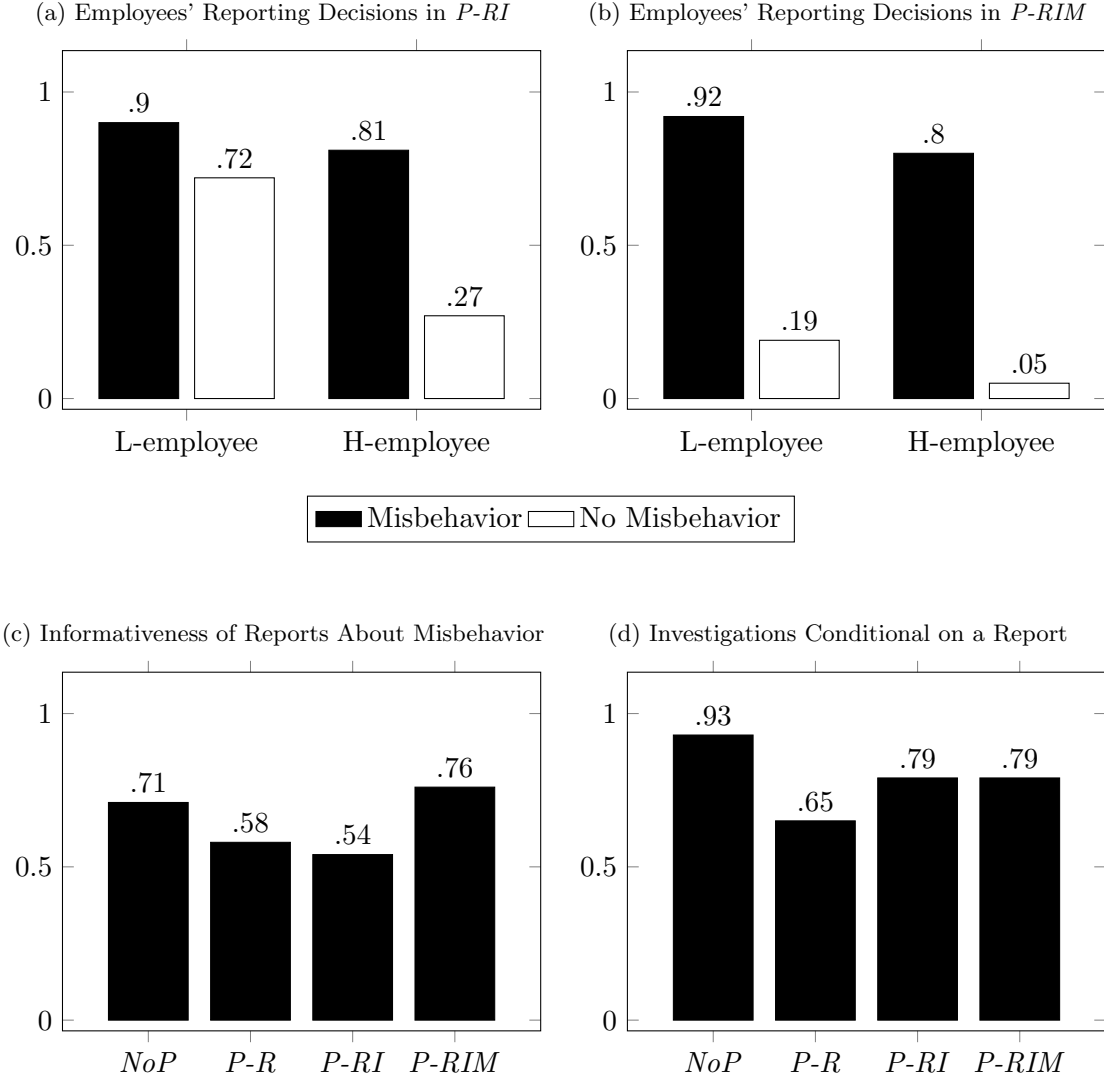 (a) Employees' Reporting Decisions in P-RI
1
0.5
0
.9
.72
.81
.27
L-employee
H-employee
(b) Employees' Reporting Decisions in P-RIM
1
0.5
0
.92
.19
.8
.05
L-employee
H-employee
Misbehavior No Misbehavior
(c) Informativeness of Reports About Misbehavior
1
0.5
0
.71
.58
.54
.76
NoP P-R P-RI P-RIM
(d) Investigations Conditional on a Report
1
0.5
0
.93
.65
.79
.79
NoP P-R P-RI P-RIM